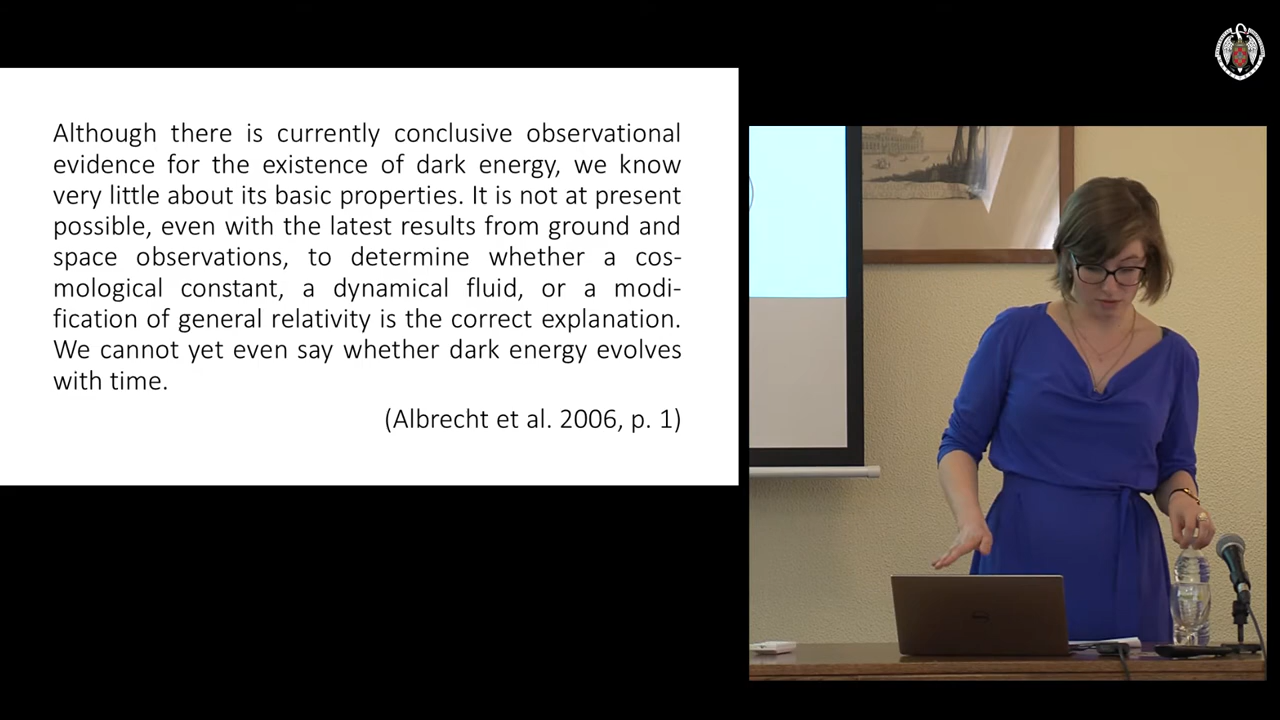 Although there is currently conclusive observational
evidence for the existence of dark energy, we know
very little about its basic properties. It is not at present
possible, even with the latest results from ground and
space observations, to determine whether a cos-
mological constant, a dynamical fluid, or a modi-
fication of general relativity is the correct explanation.
We cannot yet even say whether dark energy evolves
with time.
(Albrecht et al. 2006, p. 1)